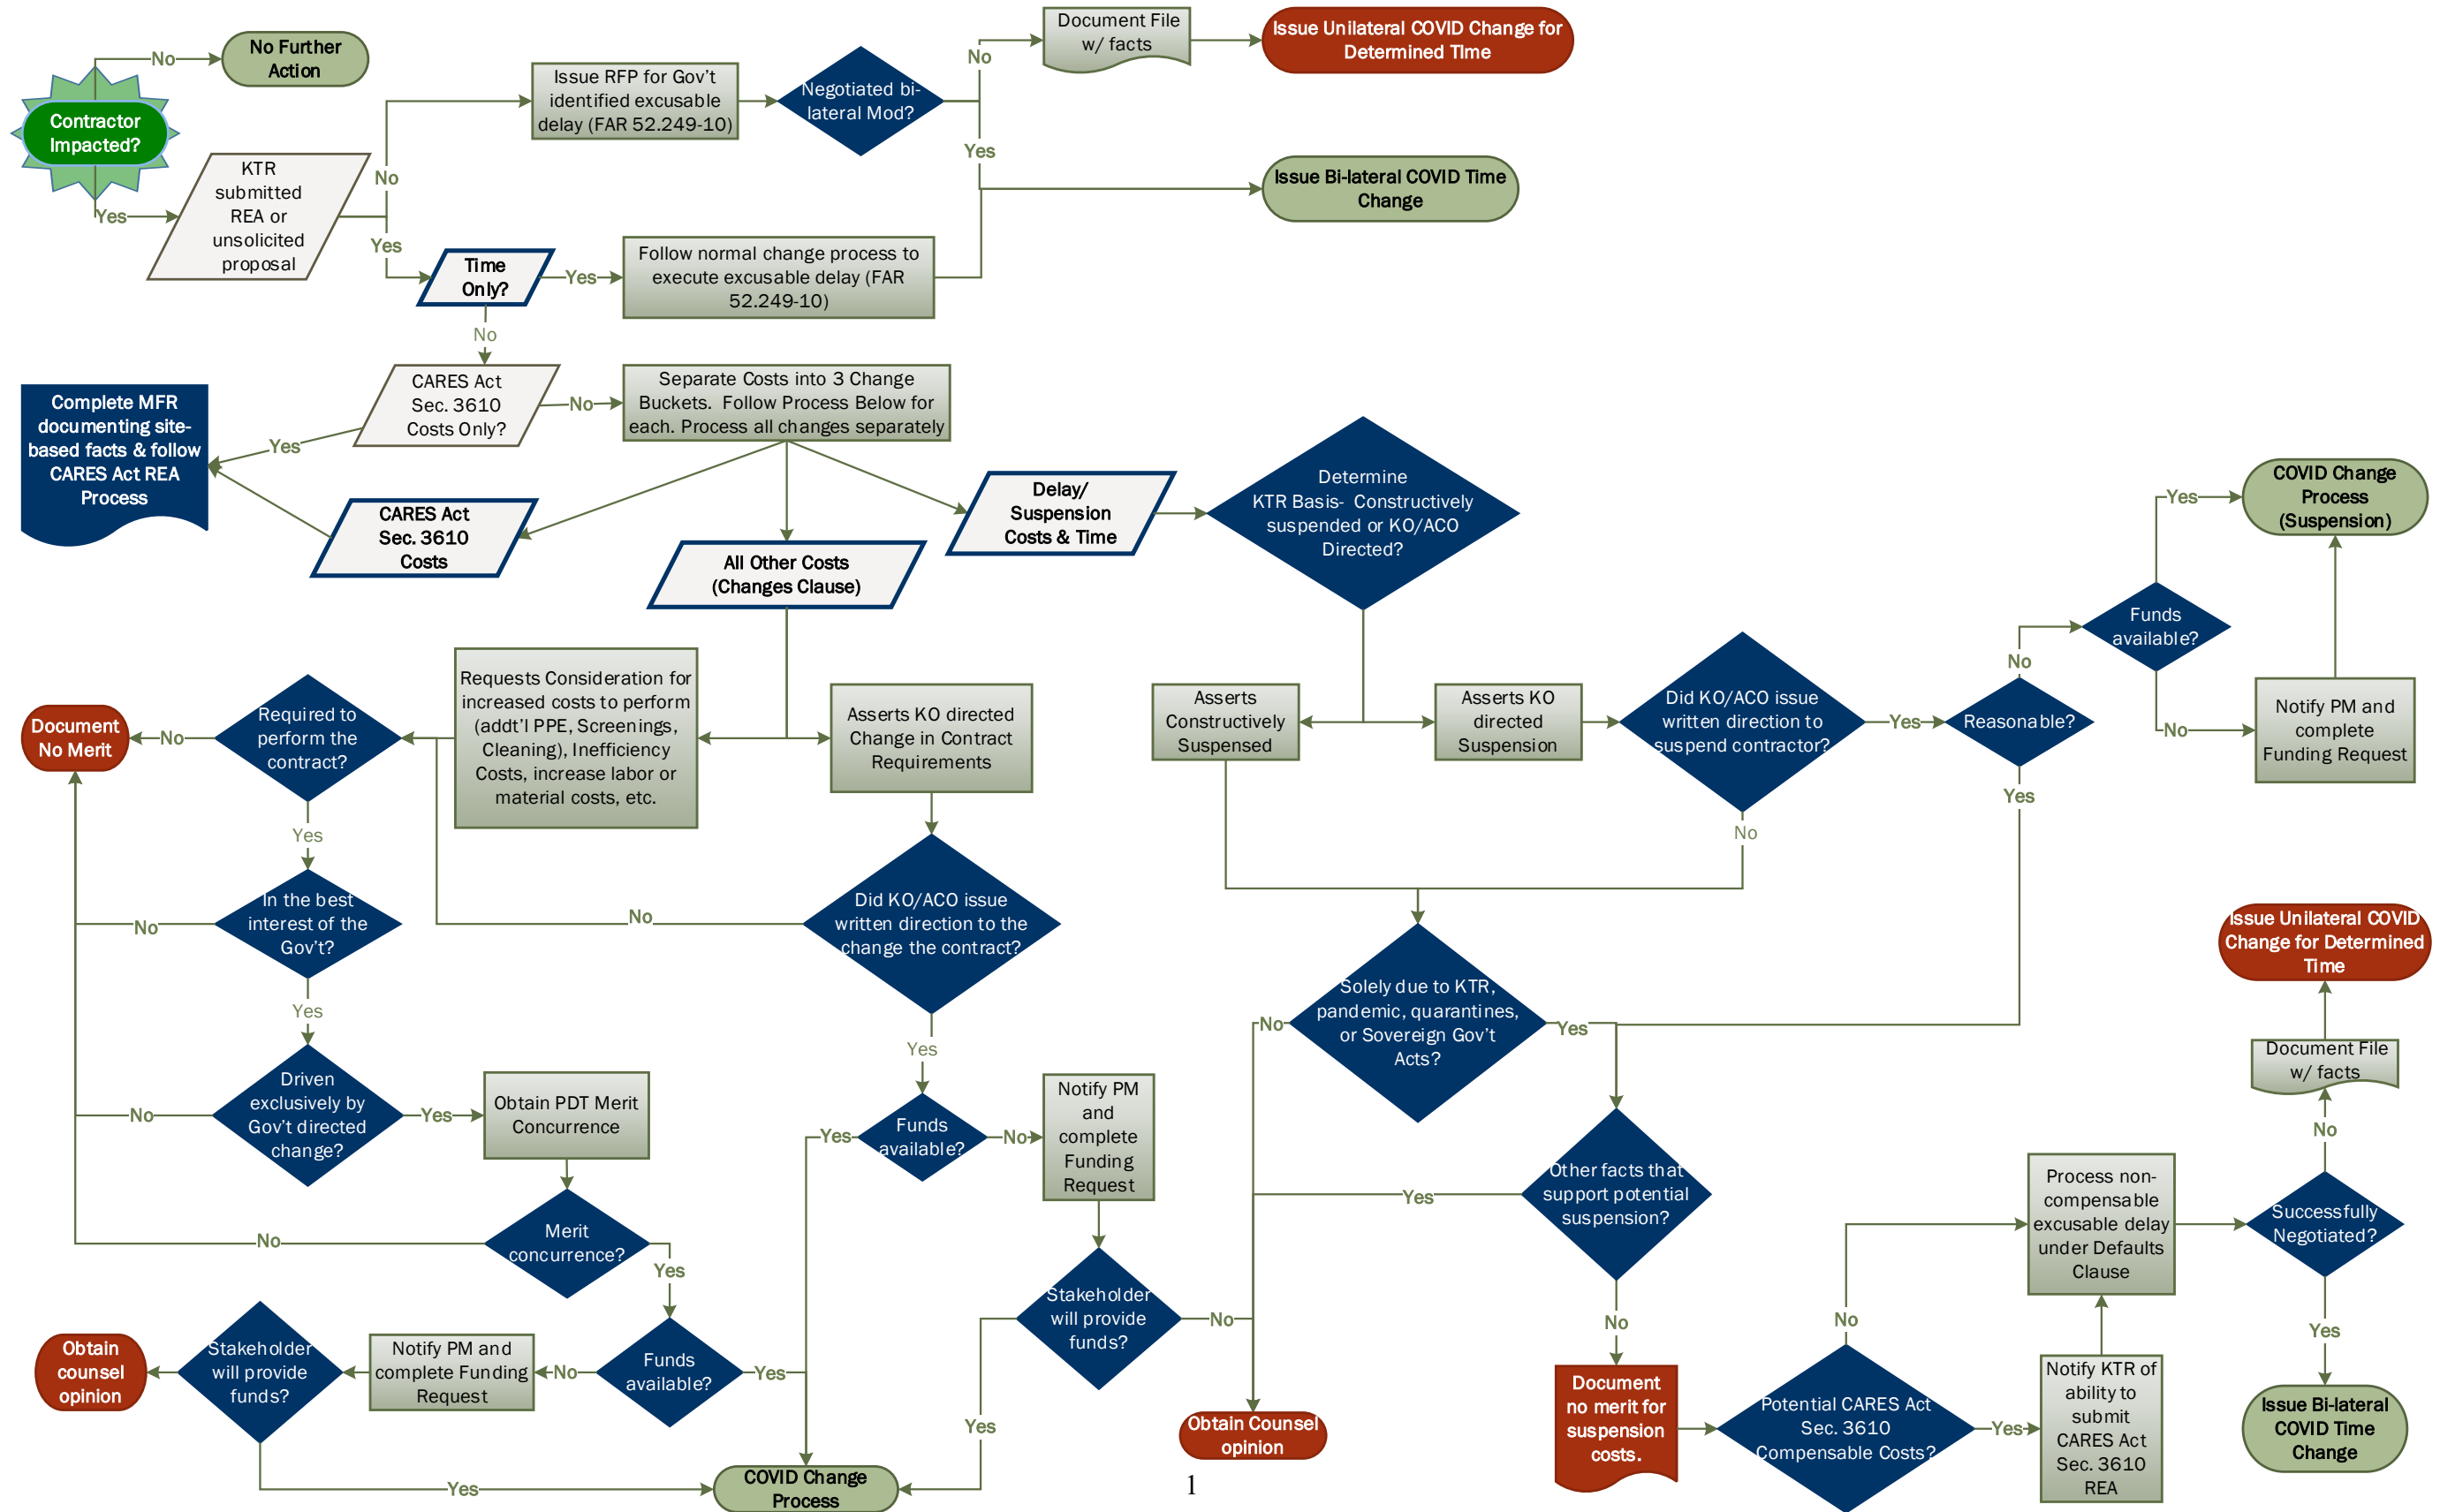 No
No Further
Action
Contractor
Impacted?
Yes
KTR
submitted
REA or
unsolicited
proposal
No
Yes
Issue RFP for Gov't
identified excusable
delay (FAR 52.249-10)
Negotiated bi-
lateral Mod?
No
Yes
Document File
w/ facts
Issue Unilateral COVID Change for
Determined TIme
Issue Bi-lateral COVID Time
Change
Time
Only?
Yes
Follow normal change process to
execute excusable delay (FAR
52.249-10)
No
CARES Act
Sec. 3610
Costs Only?
Yes
No
Complete MFR
documenting site-
based facts & follow
CARES Act REA
Process
Separate Costs into 3 Change
Buckets.  Follow Process Below for
each. Process all changes separately
CARES Act
Sec. 3610
Costs
All Other Costs
(Changes Clause)
Delay/
Suspension
Costs & Time
Determine
KTR Basis-  Constructively
suspended or KO/ACO
Directed?
COVID Change
Process
(Suspension)
Yes
Funds
available?
No
Notify PM and
complete
Funding Request
Document
No Merit
No
Required to
perform the
contract?
Yes
Requests Consideration for
increased costs to perform
(addt'l PPE, Screenings,
Cleaning), Inefficiency
Costs, increase labor or
material costs, etc.
Asserts KO directed
Change in Contract
Requirements
Asserts
Constructively
Suspensed
Asserts KO
directed
Suspension
Did KO/ACO issue
written direction to
suspend contractor?
Yes
No
Reasonable?
No
Yes
In the best
interest of the
Gov't?
No
Yes
Did KO/ACO issue
written direction to the
change the contract?
No
Yes
Solely due to KTR,
pandemic, quarantines,
or Sovereign Gov't
Acts?
No
Yes
Issue Unilateral COVID
Change for Determined
Time
Document File
w/ facts
No
Driven
exclusively by
Gov't directed
change?
No
Yes
Obtain PDT Merit
Concurrence
Merit
concurrence?
No
Yes
Funds
available?
Yes
No
Notify PM
and
complete
Funding
Request
Other facts that
support potential
suspension?
Yes
No
Process non-
compensable
excusable delay
under Defaults
Clause
Successfully
Negotiated?
Yes
Obtain
counsel
opinion
Stakeholder
will provide
funds?
Yes
Notify PM and
complete Funding
Request
No
Funds
available?
Yes
Stakeholder
will provide
funds?
No
Yes
COVID Change
Process
Obtain Counsel
opinion
Document
no merit for
suspension
costs.
Potential CARES Act
Sec. 3610
Compensable Costs?
No
Yes
Notify KTR of
ability to
submit
CARES Act
Sec. 3610
REA
Issue Bi-lateral
COVID Time
Change
1